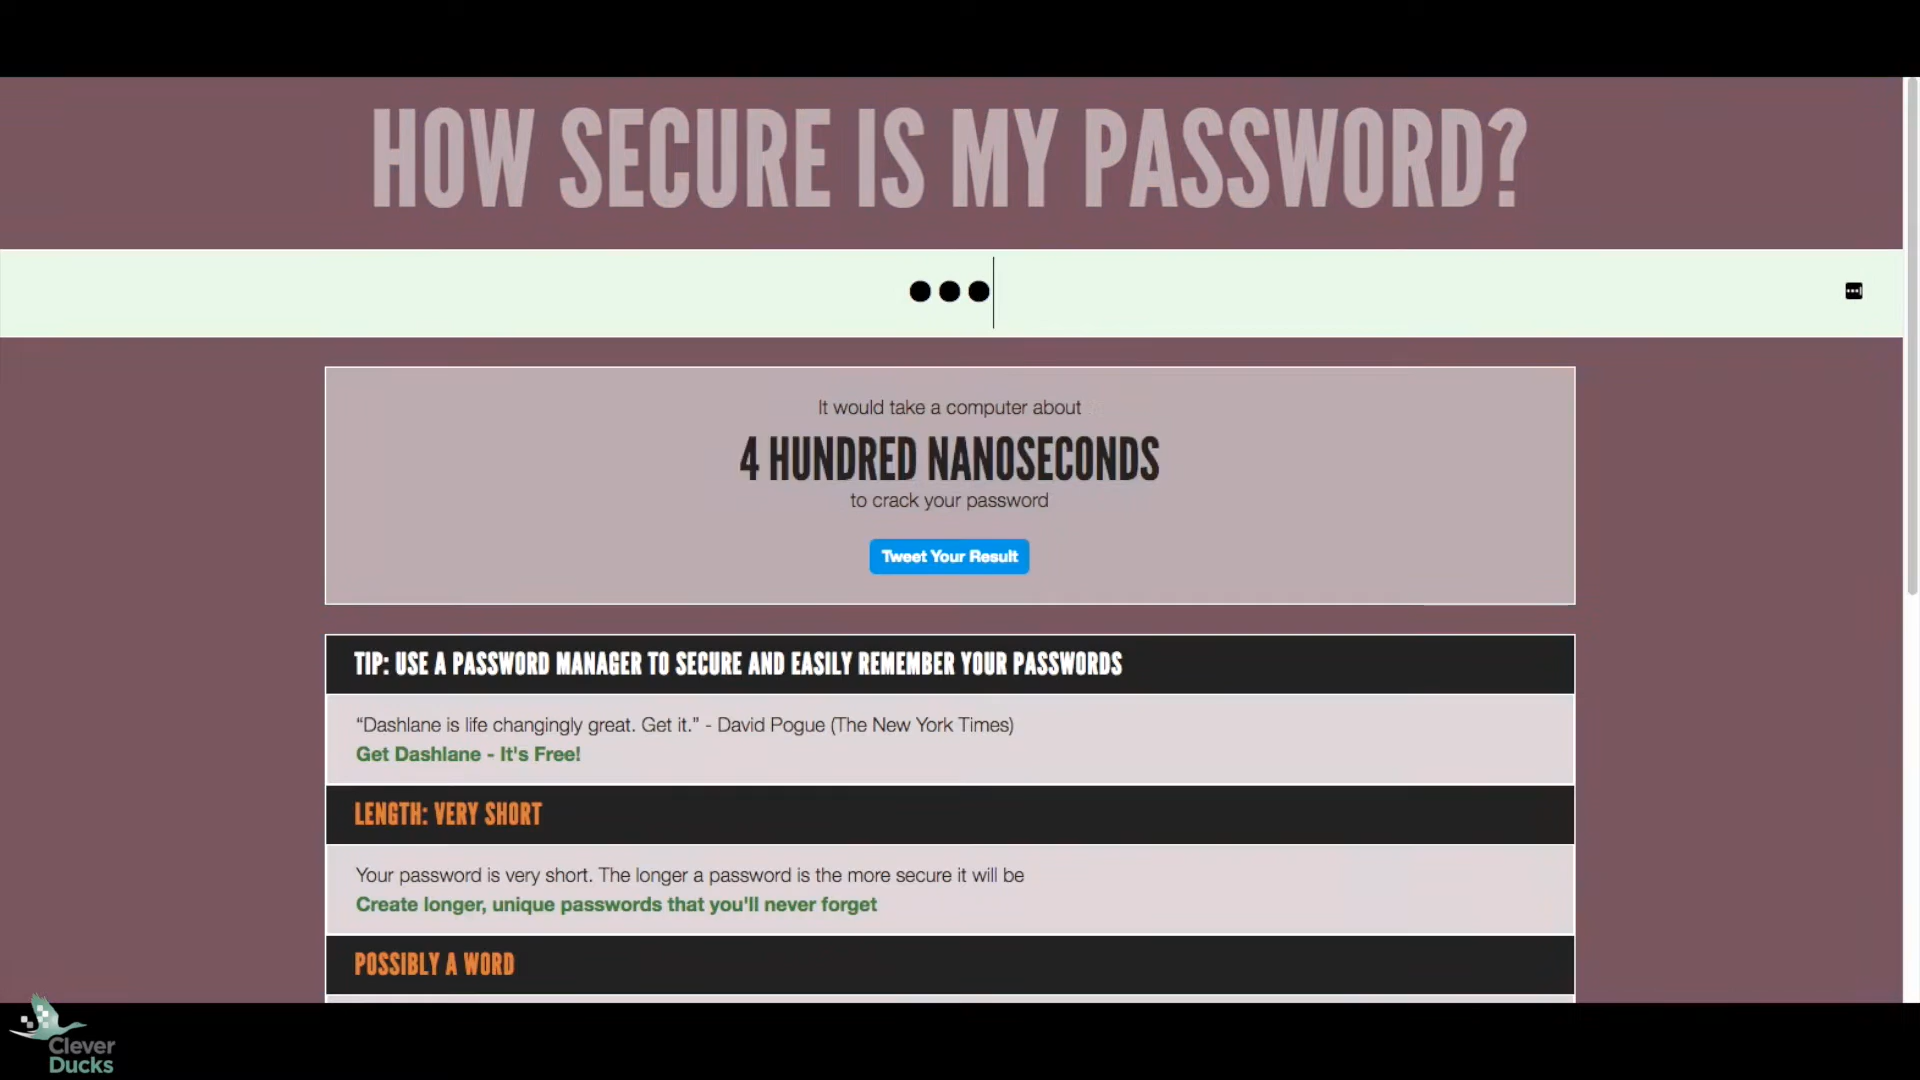 HOW SECURE IS MY PASSWORD?
It would take a computer about
4 HUNDRED NANOSECONDS
to crack your password
Tweet Your Result
TIP: USE A PASSWORD MANAGER TO SECURE AND EASILY REMEMBER YOUR PASSWORDS
“Dashlane is life changingly great. Get it.” - David Pogue (The New York Times)
Get Dashlane - It's Free!
LENGTH: VERY SHORT
Your password is very short. The longer a password is the more secure it will be
Create longer, unique passwords that you'll never forget
POSSIBLY A WORD
Clever
Ducks